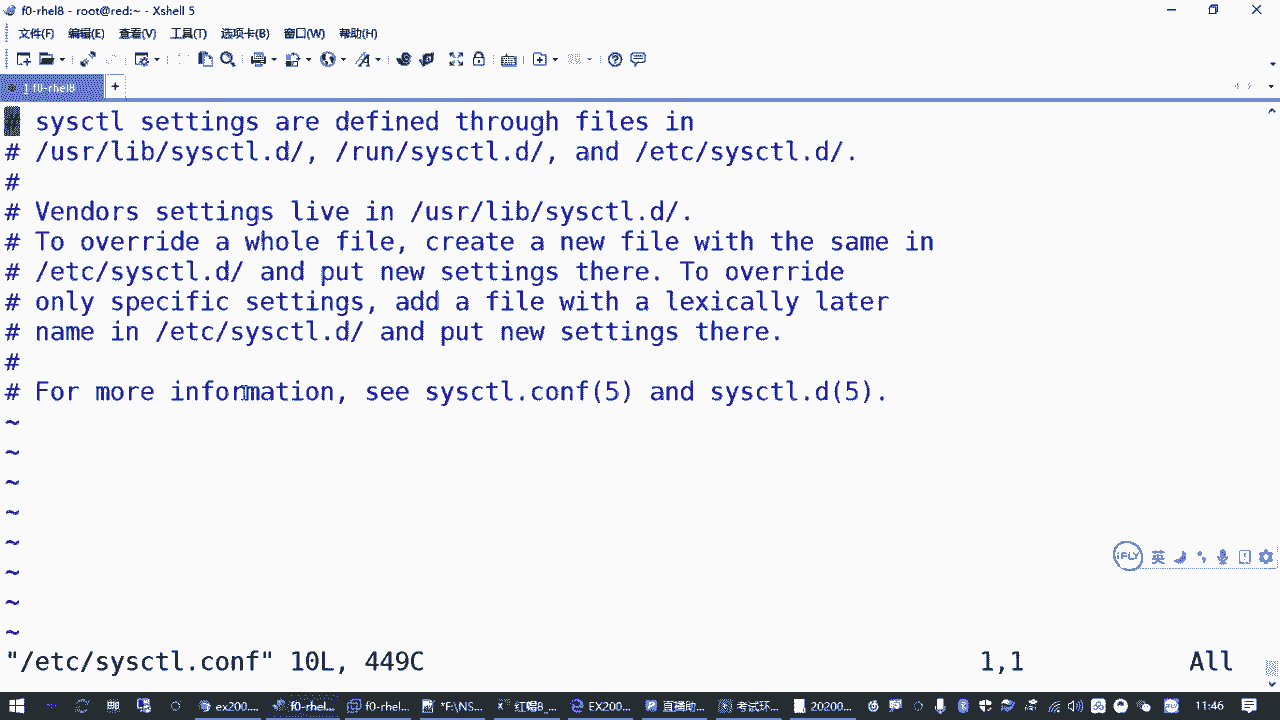 f0-rhel8 - root@red:~ - Xshell 5
文件(F) 编辑(E) 查看(V) 工具(T) 选项卡(B) 窗口(W) 帮助(H)
1 f0-rhel8
# sysctl settings are defined through files in
# /usr/lib/sysctl.d/, /run/sysctl.d/, and /etc/sysctl.d/.
#
# Vendors settings live in /usr/lib/sysctl.d/.
# To override a whole file, create a new file with the same in
# /etc/sysctl.d/ and put new settings there. To override
# only specific settings, add a file with a lexically later
# name in /etc/sysctl.d/ and put new settings there.
#
# For more information, see sysctl.conf(5) and sysctl.d(5).
~
~
~
~
~
~
~
~
iFLY 英
"/etc/sysctl.conf" 10L, 449C 1,1 All
ex200... f0-rhel... f0-rhel... *F:\NS... 红帽8_... EX200... 直播助... 考试环... 20200... 11:46